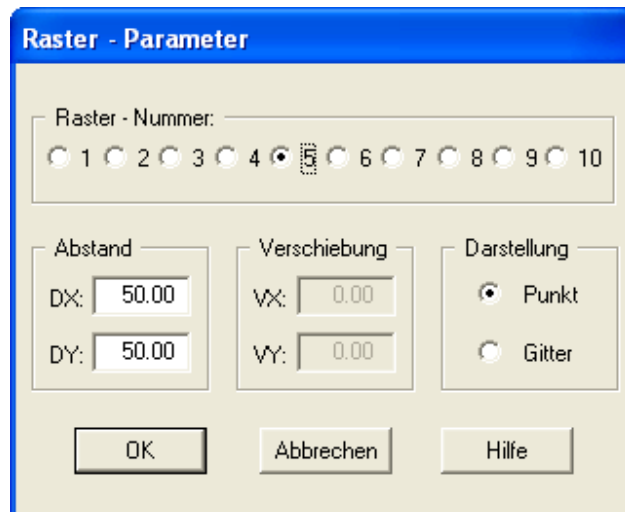 Raster - Parameter
Raster - Nummer:
1 2 3 4 5 6 7 8 9 10
Abstand
DX: 50.00
DY: 50.00
Verschiebung
VX: 0.00
VY: 0.00
Darstellung
Punkt
Gitter
OK Abbrechen Hilfe